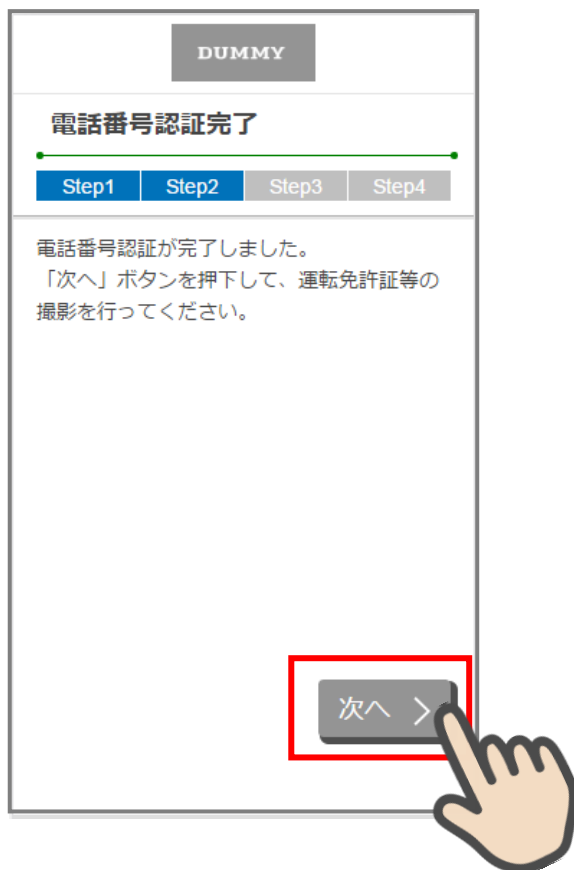 DUMMY
電話番号認証完了
Step1 Step2 Step3 Step4
電話番号認証が完了しました。
「次へ」ボタンを押下して、運転免許証等の
撮影を行ってください。
次へ